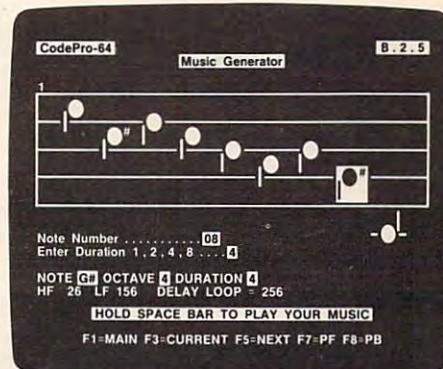 CodePro-64 B.2.5
Music Generator
1
#
#
Note Number ...........08
Enter Duration 1,2,4,8 ....4
NOTE G# OCTAVE 4 DURATION 4
HF 26 LF 156 DELAY LOOP = 256
HOLD SPACE BAR TO PLAY YOUR MUSIC
F1=MAIN F3=CURRENT F5=NEXT F7=PF F8=PB